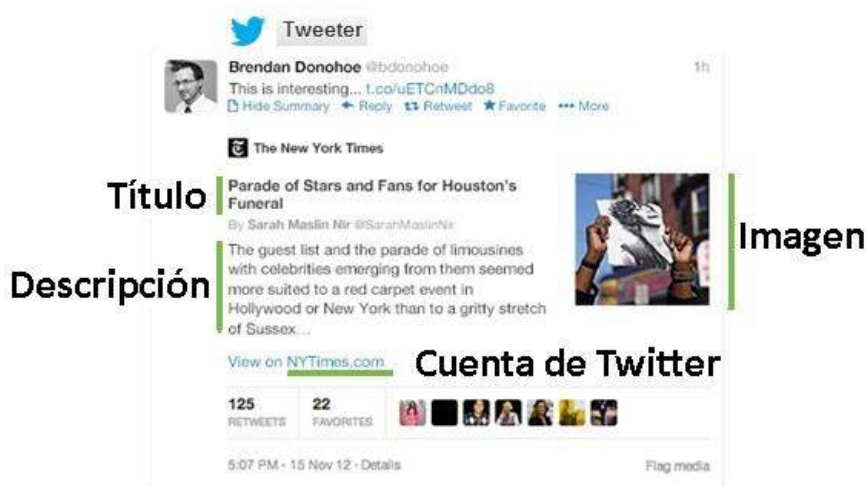 Tweeter
Brendan Donohoe @bdonohoe 1h
This is interesting... t.co/uETCnMDdo8
Hide Summary Reply Retweet Favorite ••• More
The New York Times
Título
Parade of Stars and Fans for Houston's
Funeral
By Sarah Maslin Nir @SarahMaslinNir
Imagen
Descripción
The guest list and the parade of limousines
with celebrities emerging from them seemed
more suited to a red carpet event in
Hollywood or New York than to a gritty stretch
of Sussex...
View on NYTimes.com
Cuenta de Twitter
125 22
RETWEETS FAVORITES
5:07 PM - 15 Nov 12 · Details Flag media